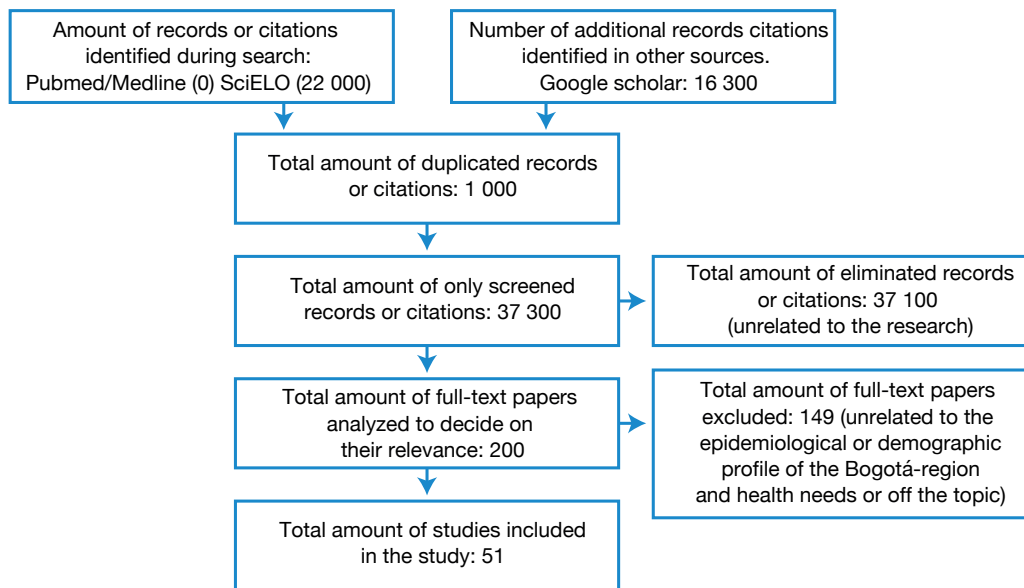 Amount of records or citations
identified during search:
Pubmed/Medline (0) SciELO (22 000)
Number of additional records citations
identified in other sources.
Google scholar: 16 300
Total amount of duplicated records
or citations: 1 000
Total amount of only screened
records or citations: 37 300
Total amount of eliminated records
or citations: 37 100
(unrelated to the research)
Total amount of full-text papers
analyzed to decide on
their relevance: 200
Total amount of full-text papers
excluded: 149 (unrelated to the
epidemiological or demographic
profile of the Bogotá-region
and health needs or off the topic)
Total amount of studies included
in the study: 51